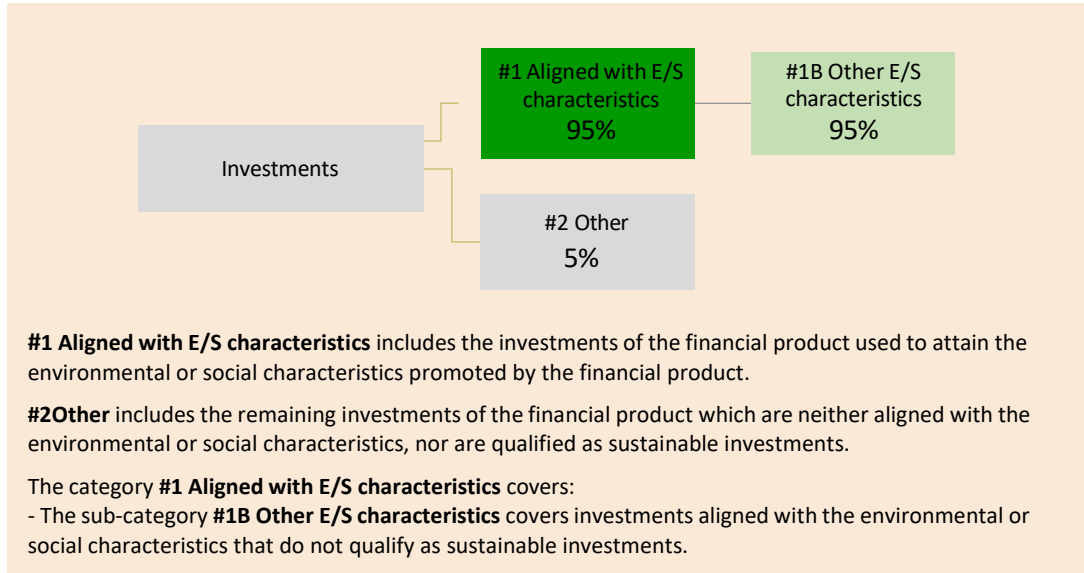 #1 Aligned with E/S
characteristics
95%
#1B Other E/S
characteristics
95%
Investments
#2 Other
5%
#1 Aligned with E/S characteristics includes the investments of the financial product used to attain the
environmental or social characteristics promoted by the financial product.
#2Other includes the remaining investments of the financial product which are neither aligned with the
environmental or social characteristics, nor are qualified as sustainable investments.
The category #1 Aligned with E/S characteristics covers:
- The sub-category #1B Other E/S characteristics covers investments aligned with the environmental or
social characteristics that do not qualify as sustainable investments.